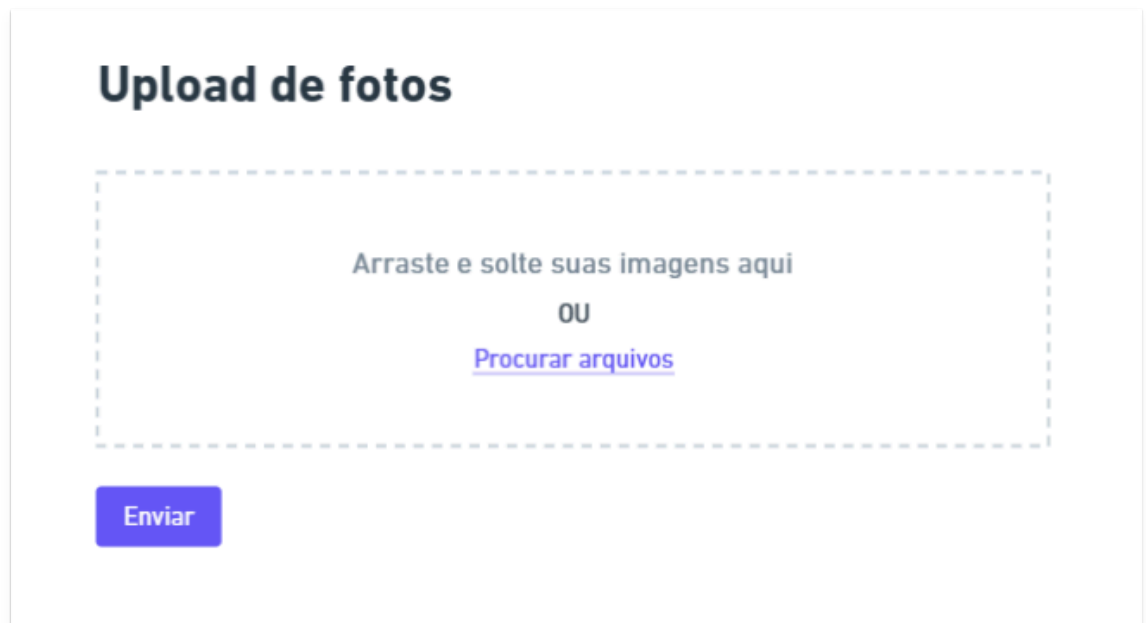 Upload de fotos
Arraste e solte suas imagens aqui
OU
Procurar arquivos
Enviar